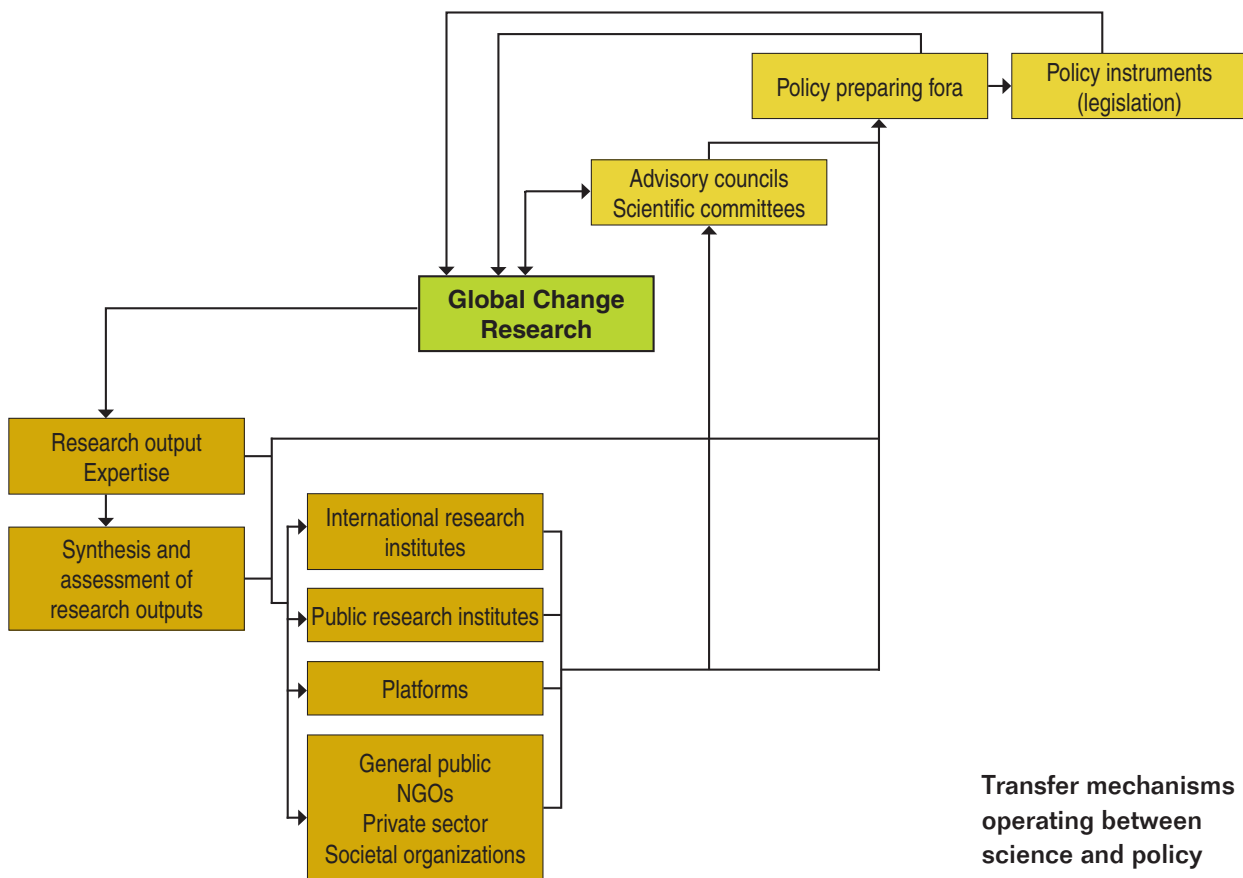 Policy preparing fora
Policy instruments
(legislation)
Advisory councils
Scientific committees
Global Change
Research
Research output
Expertise
Synthesis and
assessment of
research outputs
International research
institutes
Public research institutes
Platforms
General public
NGOs
Private sector
Societal organizations
Transfer mechanisms
operating between
science and policy